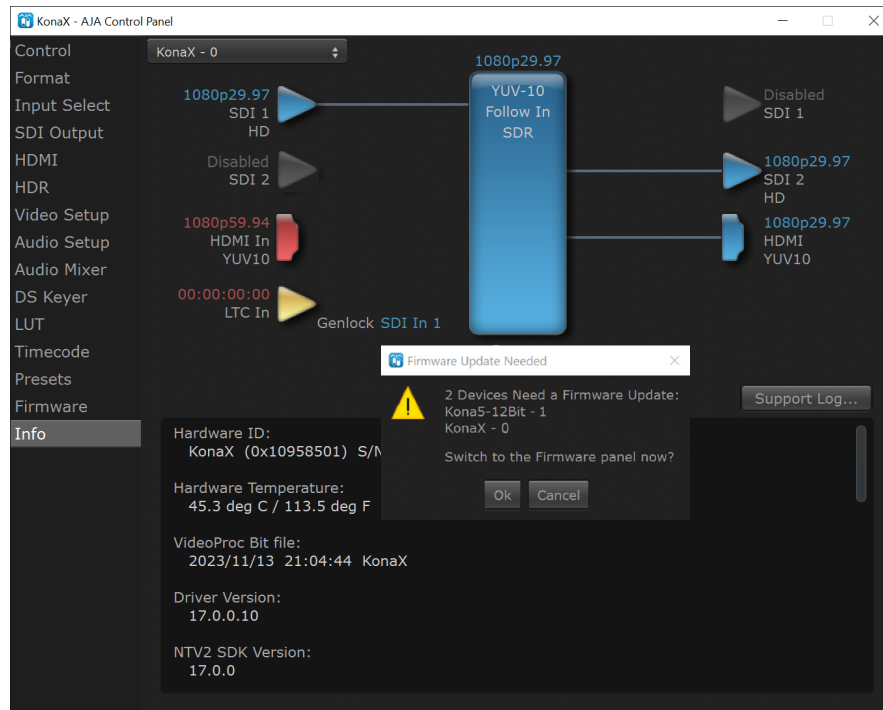 KonaX - AJA Control Panel
Control
Format
Input Select
SDI Output
HDMI
HDR
Video Setup
Audio Setup
Audio Mixer
DS Keyer
LUT
Timecode
Presets
Firmware
Info
KonaX - 0
1080p29.97
SDI 1
HD
Disabled
SDI 2
1080p59.94
HDMI In
YUV10
00:00:00:00
LTC In
Genlock SDI In 1
1080p29.97
YUV-10
Follow In
SDR
Disabled
SDI 1
1080p29.97
SDI 2
HD
1080p29.97
HDMI
YUV10
Firmware Update Needed
2 Devices Need a Firmware Update:
Kona5-12Bit - 1
KonaX - 0
Switch to the Firmware panel now?
Ok
Cancel
Support Log...
Hardware ID:
KonaX (0x10958501) S/N
Hardware Temperature:
45.3 deg C / 113.5 deg F
VideoProc Bit file:
2023/11/13 21:04:44 KonaX
Driver Version:
17.0.0.10
NTV2 SDK Version:
17.0.0